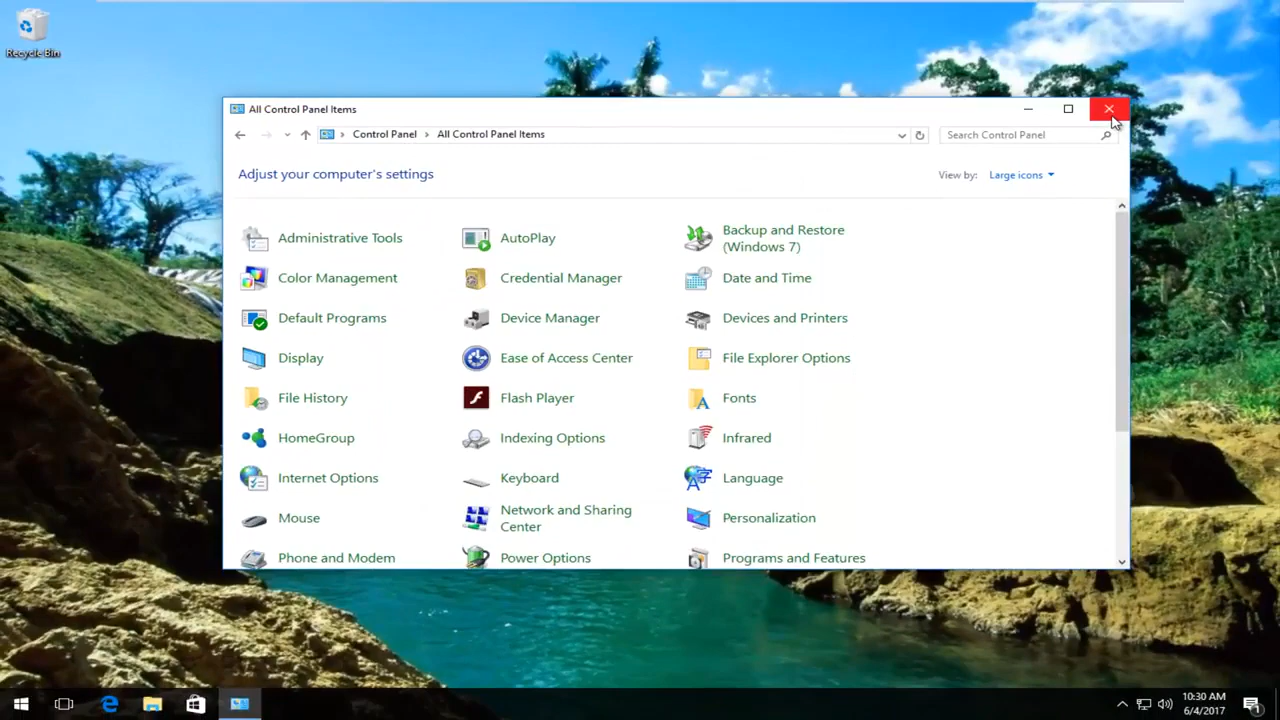 Recycle Bin
All Control Panel Items
Control Panel > All Control Panel Items
Search Control Panel
Adjust your computer's settings
View by: Large icons
Administrative Tools
AutoPlay
Backup and Restore
(Windows 7)
Color Management
Credential Manager
Date and Time
Default Programs
Device Manager
Devices and Printers
Display
Ease of Access Center
File Explorer Options
File History
Flash Player
Fonts
HomeGroup
Indexing Options
Infrared
Internet Options
Keyboard
Language
Mouse
Network and Sharing
Center
Personalization
Phone and Modem
Power Options
Programs and Features
10:30 AM
6/4/2017
1